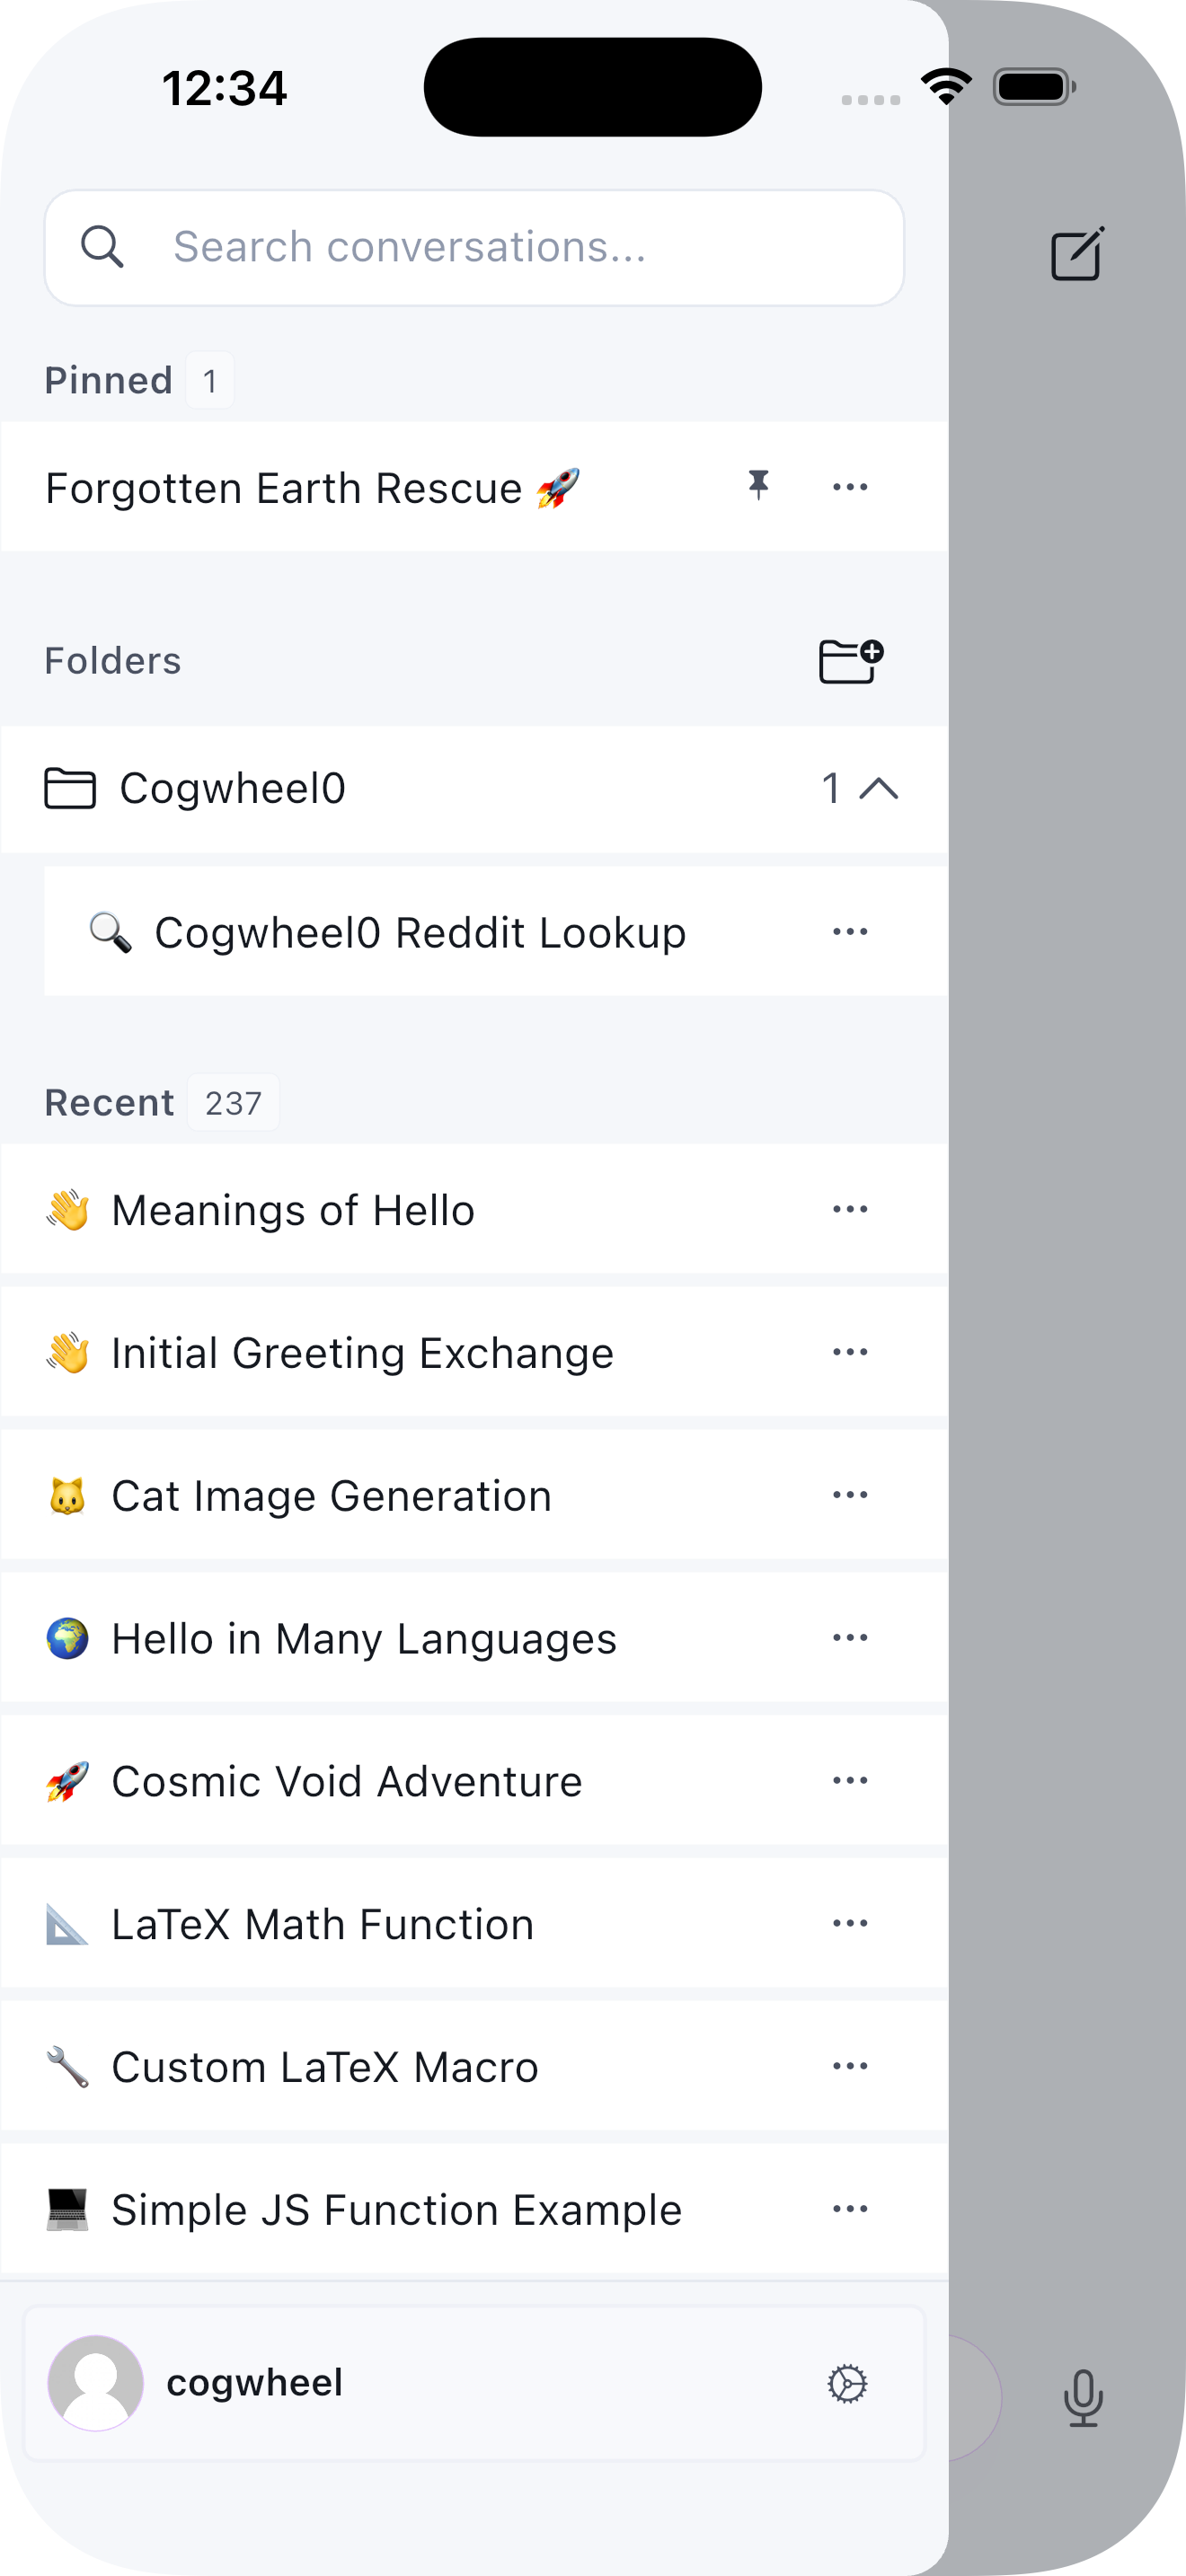 12:34
Search conversations...
Pinned 1
Forgotten Earth Rescue 🚀
Folders
Cogwheel0 1
🔍 Cogwheel0 Reddit Lookup
Recent 237
👋 Meanings of Hello
👋 Initial Greeting Exchange
🐱 Cat Image Generation
🌍 Hello in Many Languages
🚀 Cosmic Void Adventure
📐 LaTeX Math Function
🔧 Custom LaTeX Macro
💻 Simple JS Function Example
cogwheel